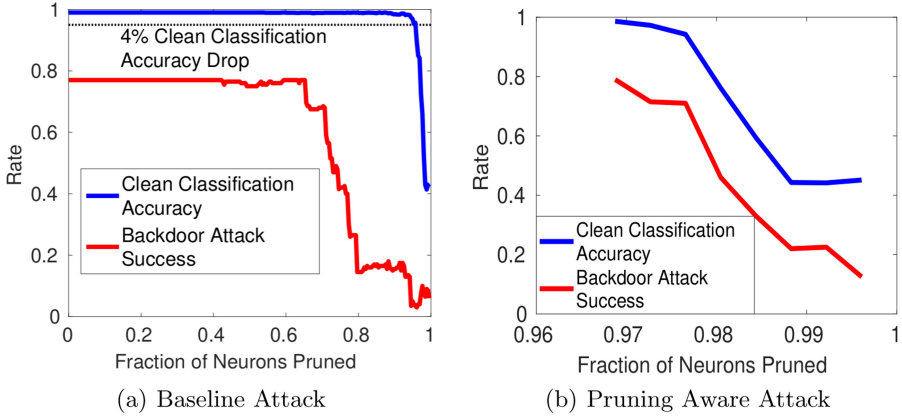 1
0.8
0.6
0.4
0.2
0
Rate
4% Clean Classification
Accuracy Drop
Clean Classification
Accuracy
Backdoor Attack
Success
0 0.2 0.4 0.6 0.8 1
Fraction of Neurons Pruned
(a) Baseline Attack
1
0.8
0.6
0.4
0.2
0
Rate
Clean Classification
Accuracy
Backdoor Attack
Success
0.96 0.97 0.98 0.99 1
Fraction of Neurons Pruned
(b) Pruning Aware Attack